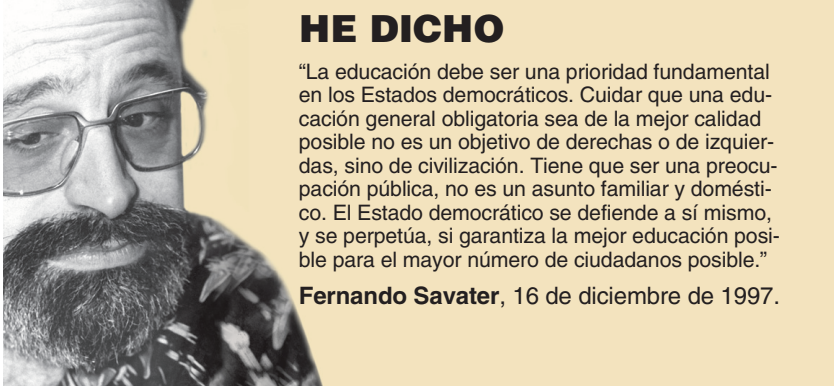 HE DICHO
“La educación debe ser una prioridad fundamental
en los Estados democráticos. Cuidar que una edu-
cación general obligatoria sea de la mejor calidad
posible no es un objetivo de derechas o de izquier-
das, sino de civilización. Tiene que ser una preocu-
pación pública, no es un asunto familiar y domésti-
co. El Estado democrático se defiende a sí mismo,
y se perpetúa, si garantiza la mejor educación posi-
ble para el mayor número de ciudadanos posible.”
Fernando Savater, 16 de diciembre de 1997.